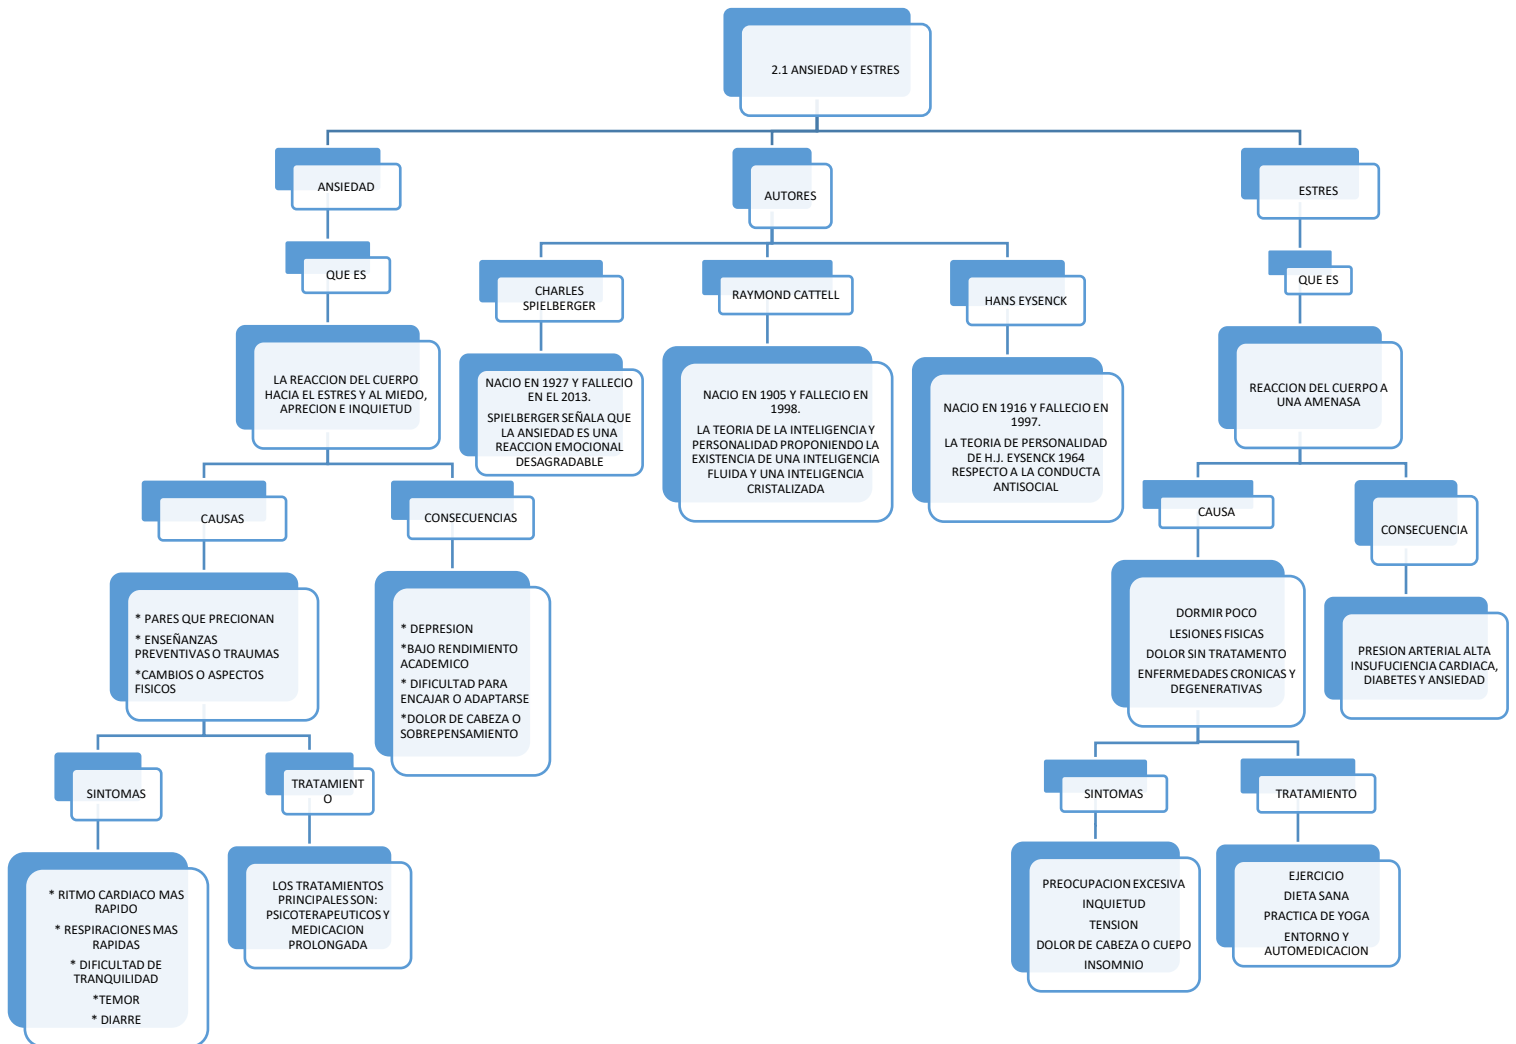 2.1 ANSIEDAD Y ESTRES
ANSIEDAD
AUTORES
ESTRES
QUE ES
CHARLES
SPIELBERGER
RAYMOND CATTELL
HANS EYSENCK
QUE ES
LA REACCION DEL CUERPO
HACIA EL ESTRES Y AL MIEDO,
APRECION E INQUIETUD
NACIO EN 1927 Y FALLECIO
EN EL 2013.
SPIELBERGER SEÑALA QUE
LA ANSIEDAD ES UNA
REACCION EMOCIONAL
DESAGRADABLE
NACIO EN 1905 Y FALLECIO EN
1998.
LA TEORIA DE LA INTELIGENCIA Y
PERSONALIDAD PROPONIENDO LA
EXISTENCIA DE UNA INTELIGENCIA
FLUIDA Y UNA INTELIGENCIA
CRISTALIZADA
NACIO EN 1916 Y FALLECIO EN
1997.
LA TEORIA DE PERSONALIDAD
DE H.J. EYSENCK 1964
RESPECTO A LA CONDUCTA
ANTISOCIAL
REACCION DEL CUERPO A
UNA AMENASA
CAUSAS
CONSECUENCIAS
CAUSA
CONSECUENCIA
* PARES QUE PRECIONAN
* ENSEÑANZAS
PREVENTIVAS O TRAUMAS
*CAMBIOS O ASPECTOS
FISICOS
* DEPRESION
*BAJO RENDIMIENTO
ACADEMICO
* DIFICULTAD PARA
ENCAJAR O ADAPTARSE
*DOLOR DE CABEZA O
SOBREPENSAMIENTO
DORMIR POCO
LESIONES FISICAS
DOLOR SIN TRATAMIENTO
ENFERMEDADES CRONICAS Y
DEGENERATIVAS
PRESION ARTERIAL ALTA
INSUFUCIENCIA CARDIACA,
DIABETES Y ANSIEDAD
SINTOMAS
TRATAMIENT
O
SINTOMAS
TRATAMIENTO
* RITMO CARDIACO MAS
RAPIDO
* RESPIRACIONES MAS
RAPIDAS
* DIFICULTAD DE
TRANQUILIDAD
*TEMOR
* DIARRE
LOS TRATAMIENTOS
PRINCIPALES SON:
PSICOTERAPEUTICOS Y
MEDICACION
PROLONGADA
PREOCUPACION EXCESIVA
INQUIETUD
TENSION
DOLOR DE CABEZA O CUEPO
INSOMNIO
EJERCICIO
DIETA SANA
PRACTICA DE YOGA
ENTORNO Y
AUTOMEDICACION